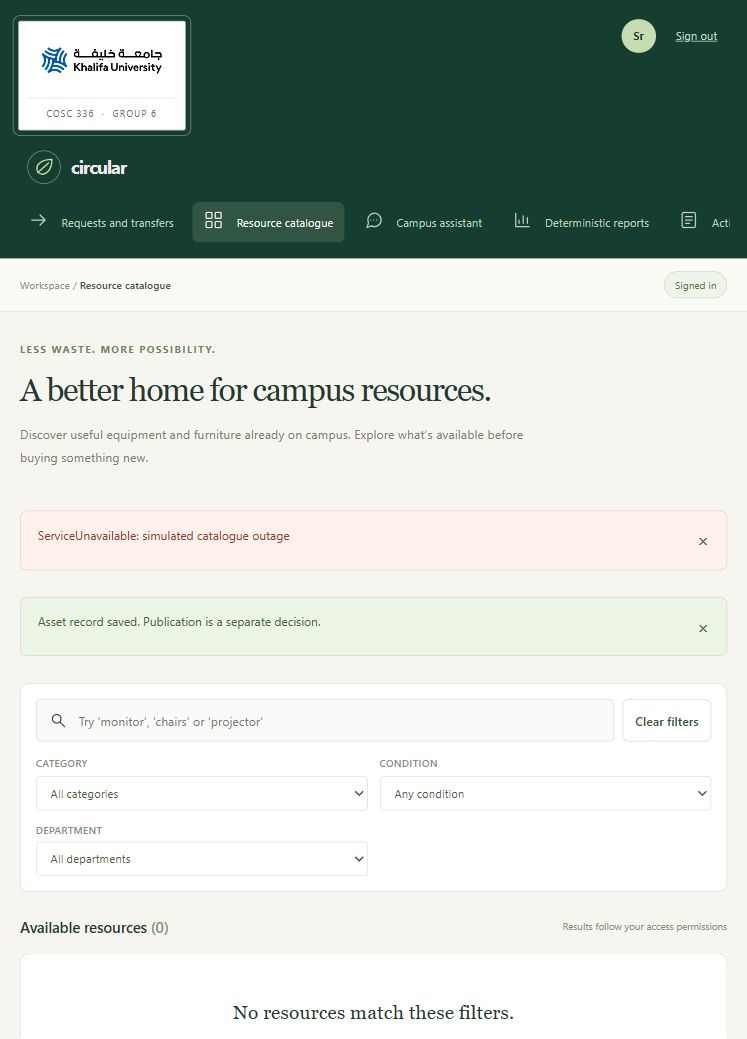 جامعة خليفة
Khalifa University
COSC 336 · GROUP 6
Sr
Sign out
circular
Requests and transfers
Resource catalogue
Campus assistant
Deterministic reports
Acti
Workspace / Resource catalogue
Signed in
LESS WASTE. MORE POSSIBILITY.
A better home for campus resources.
Discover useful equipment and furniture already on campus. Explore what's available before
buying something new.
ServiceUnavailable: simulated catalogue outage
×
Asset record saved. Publication is a separate decision.
×
Try ‘monitor’, ‘chairs’ or ‘projector’
Clear filters
CATEGORY
CONDITION
All categories
Any condition
DEPARTMENT
All departments
Available resources (0)
Results follow your access permissions
No resources match these filters.